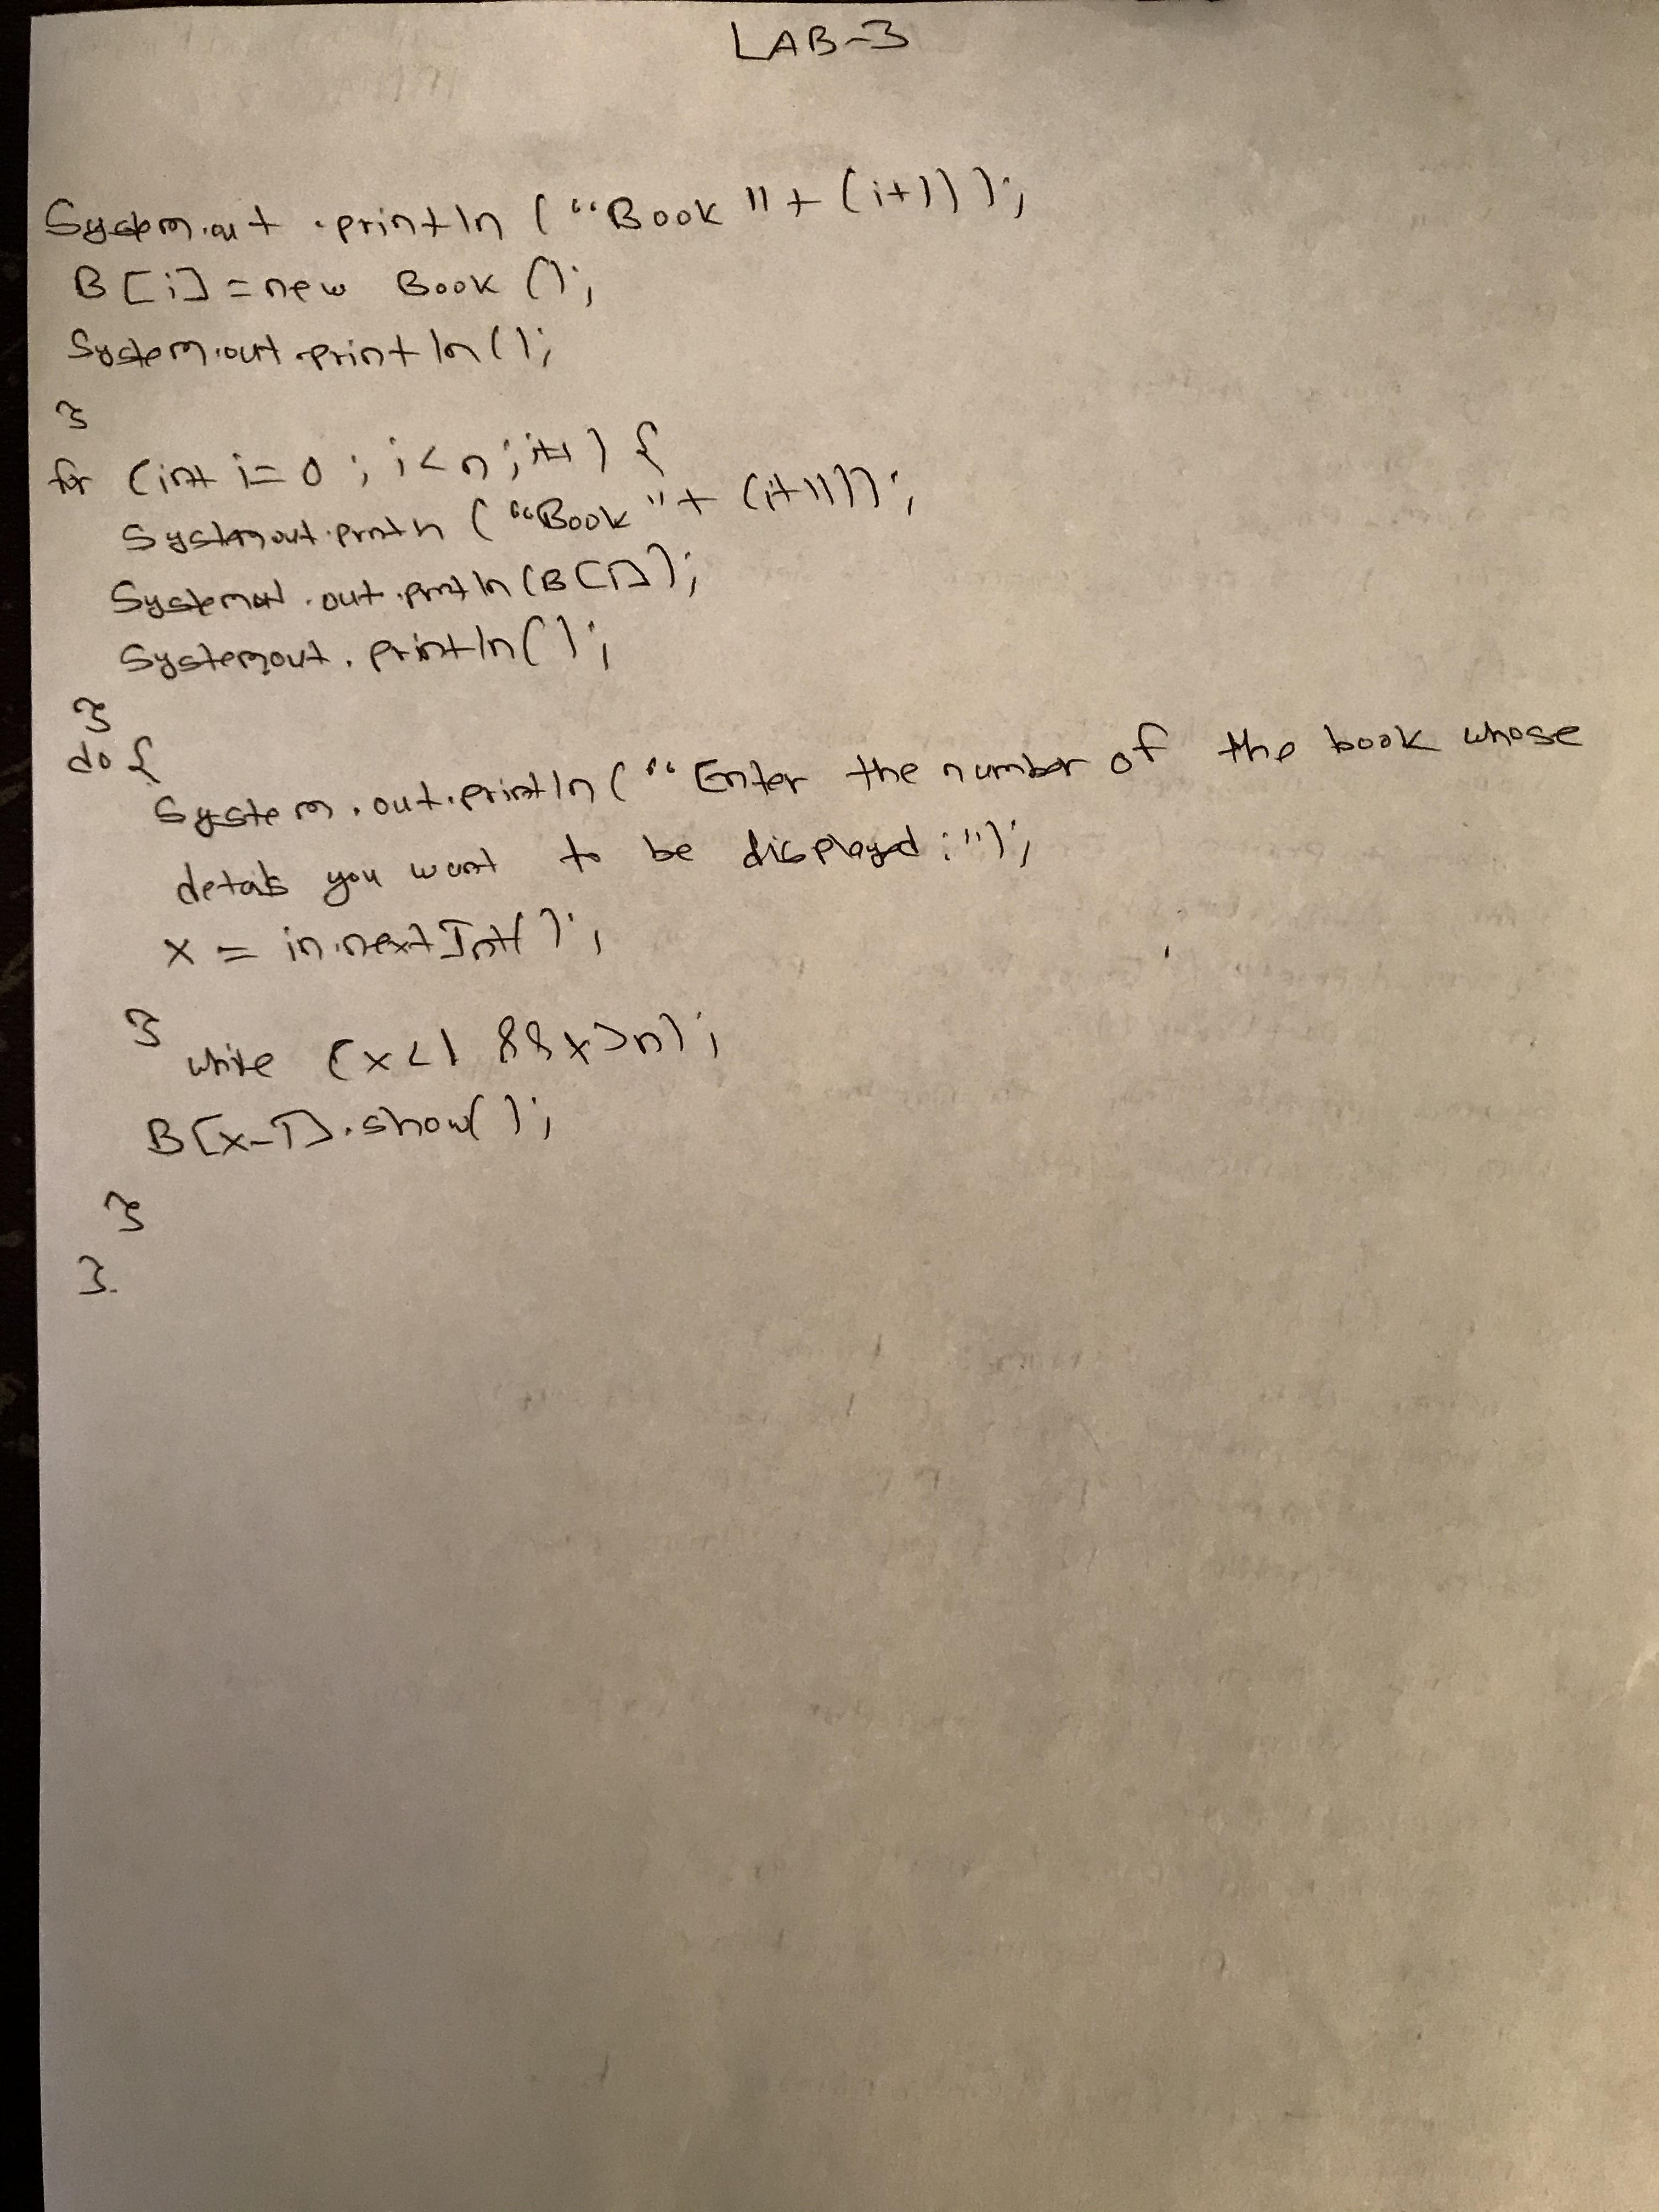 LAB-3
System.out .println ("Book "+ (i+1));
B[i]=new Book ();
System.out.println();
}
for (int i=0 ; i<n ; i++) {
System.out.println ("Book "+ (i+1));
System.out.println(B[i]);
System.out.println();
}
do {
System.out.println("Enter the number of the book whose
details you want to be displayed:");
x = in.nextInt();
}
while (x<1 &&x>n);
B[x-1].show();
}
}